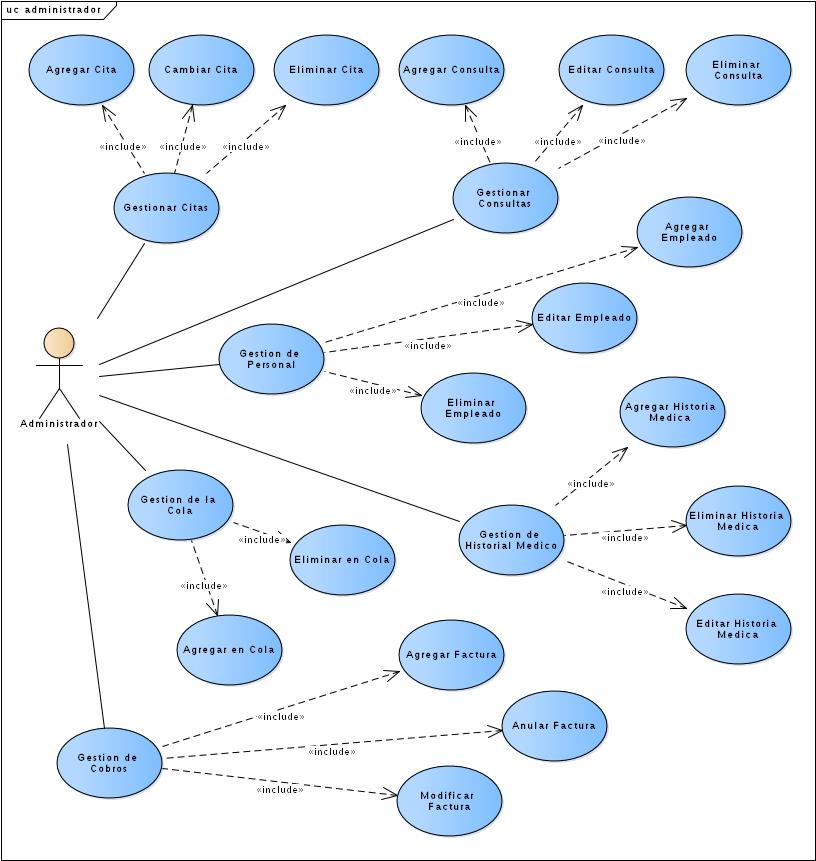 uc administrador
Agregar Cita
Cambiar Cita
Eliminar Cita
Agregar Consulta
Editar Consulta
Eliminar
Consulta
«include»
«include»
«include»
«include»
«include»
«include»
Gestionar Citas
Gestionar
Consultas
Agregar
Empleado
«include»
Editar Empleado
«include»
Gestion de
Personal
«include»
Eliminar
Empleado
Administrador
Agregar Historia
Medica
«include»
Gestion de la
Cola
«include»
Eliminar en Cola
Gestion de
Historial Medico
«include»
Eliminar Historia
Medica
«include»
Editar Historia
Medica
«include»
Agregar en Cola
Agregar Factura
«include»
Anular Factura
«include»
Gestion de
Cobros
«include»
Modificar
Factura